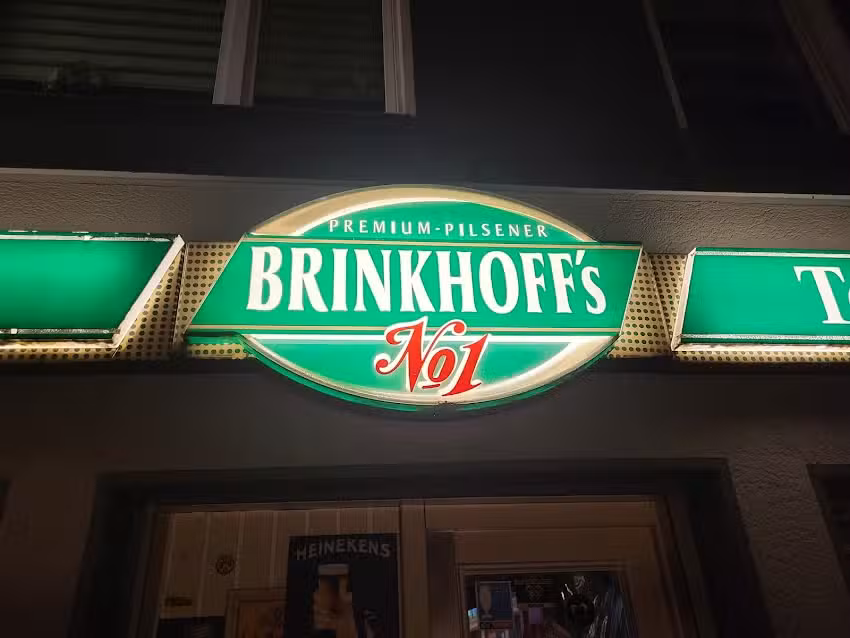 PREMIUM-PILSENER
BRINKHOFF'S
No1
HEINEKENS